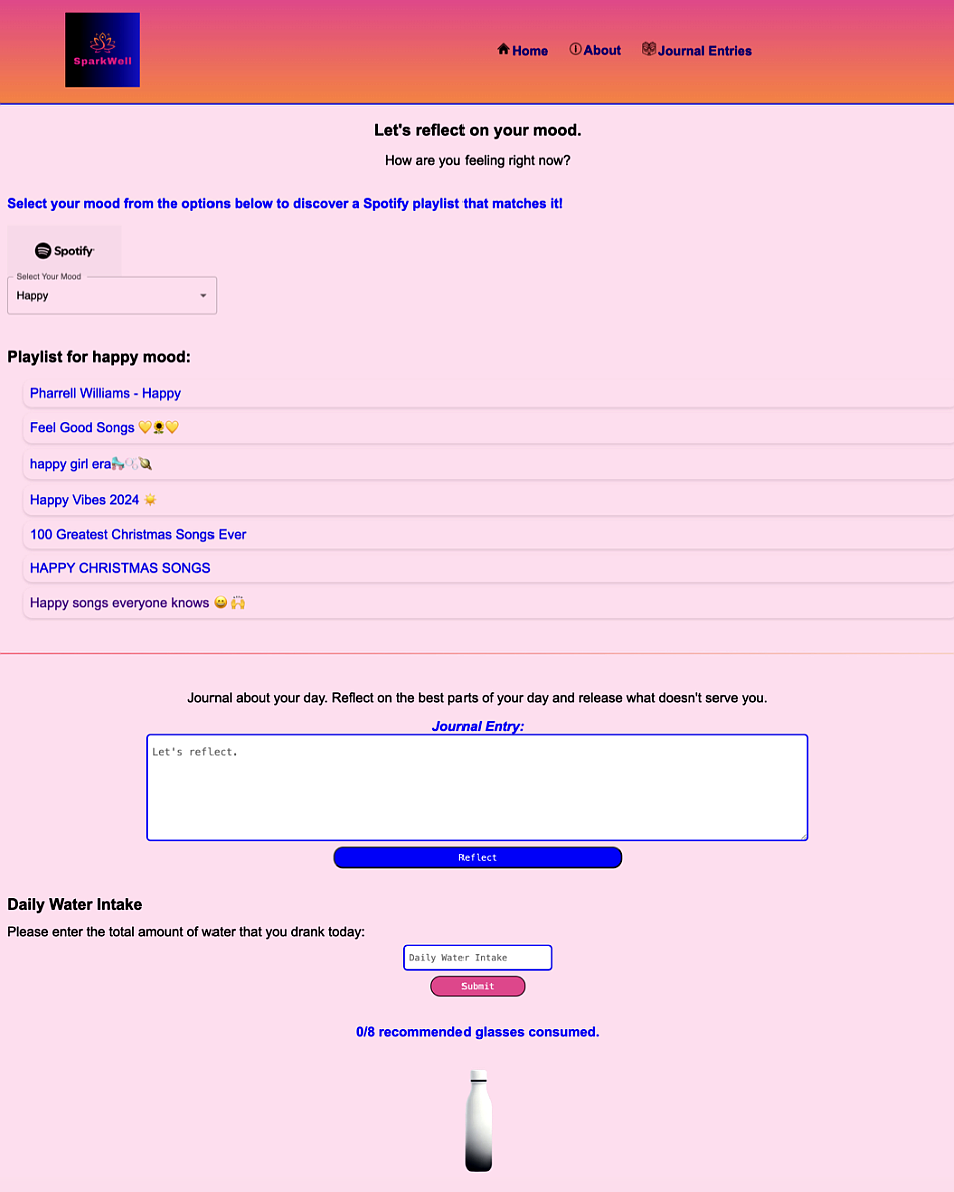 SparkWell
Home About Journal Entries
Let's reflect on your mood.
How are you feeling right now?
Select your mood from the options below to discover a Spotify playlist that matches it!
Spotify
Select Your Mood
Happy
Playlist for happy mood:
Pharrell Williams - Happy
Feel Good Songs 💛🌻💛
happy girl era🛼🫧🪩
Happy Vibes 2024 ☀️
100 Greatest Christmas Songs Ever
HAPPY CHRISTMAS SONGS
Happy songs everyone knows 😀 🙌
Journal about your day. Reflect on the best parts of your day and release what doesn't serve you.
Journal Entry:
Let's reflect.
Reflect
Daily Water Intake
Please enter the total amount of water that you drank today:
Daily Water Intake
Submit
0/8 recommended glasses consumed.